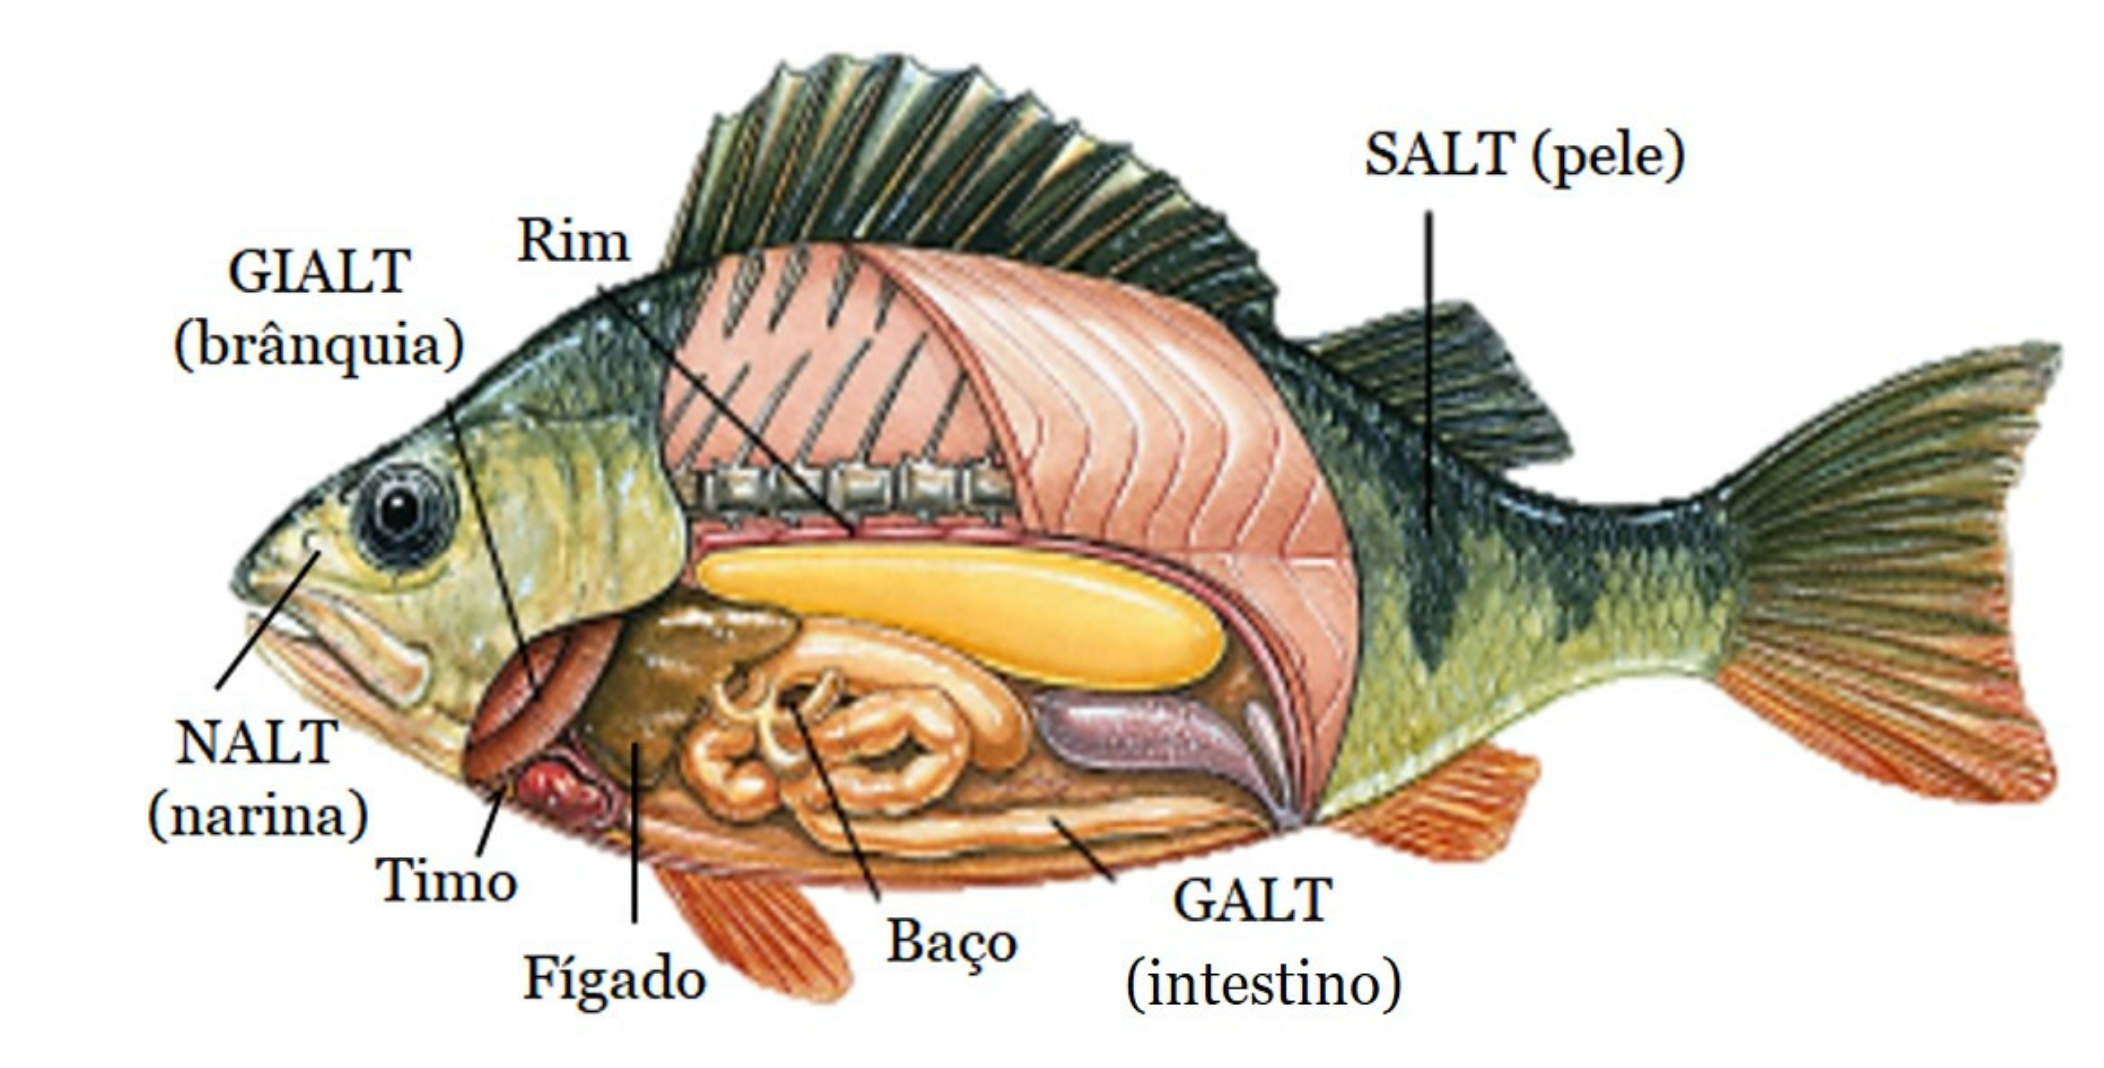 SALT (pele)
Rim
GIALT
(brânquia)
NALT
(narina)
Timo
Fígado
Baço
GALT
(intestino)